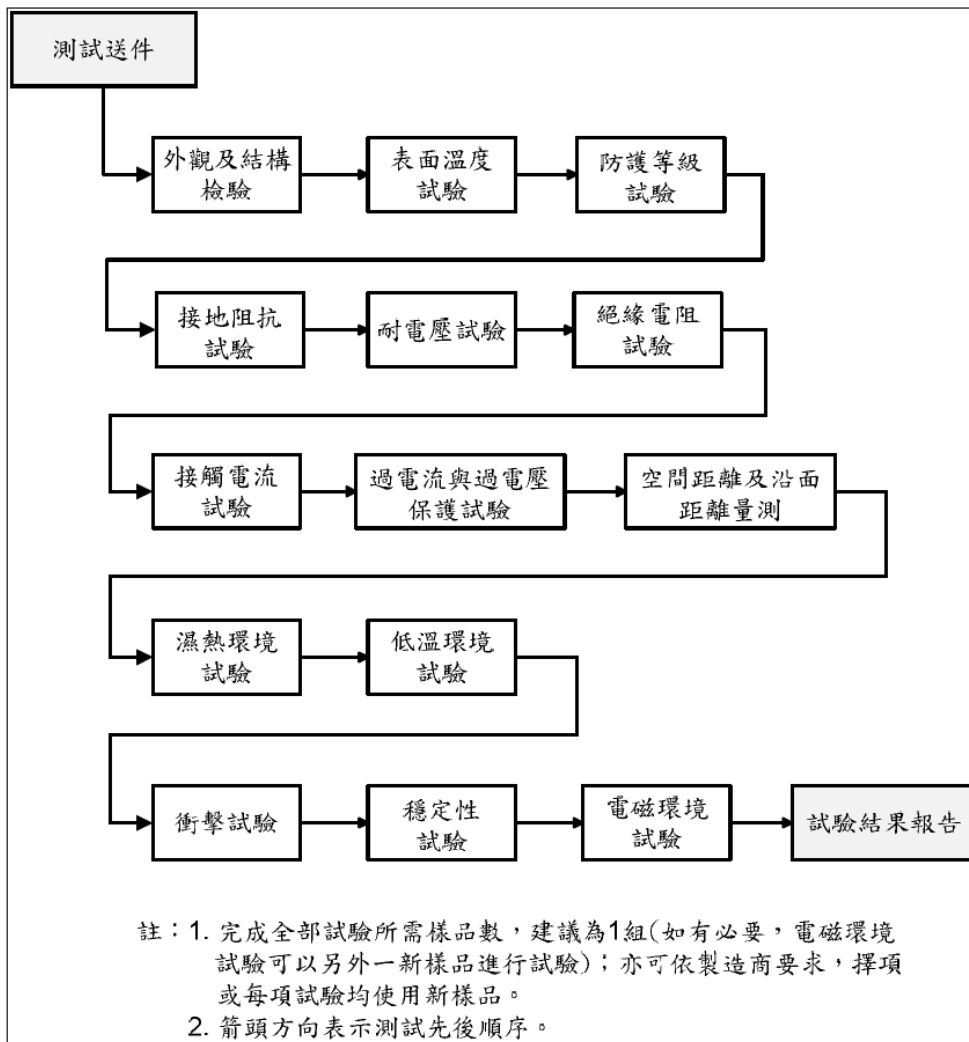 測試送件
外觀及結構
檢驗
表面溫度
試驗
防護等級
試驗
接地阻抗
試驗
耐電壓試驗
絕緣電阻
試驗
接觸電流
試驗
過電流與過電壓
保護試驗
空間距離及沿面
距離量測
濕熱環境
試驗
低溫環境
試驗
衝擊試驗
穩定性
試驗
電磁環境
試驗
試驗結果報告
註：1. 完成全部試驗所需樣品數，建議為1組(如有必要，電磁環境
試驗可以另外一新樣品進行試驗)；亦可依製造商要求，擇項
或每項試驗均使用新樣品。
2. 箭頭方向表示測試先後順序。